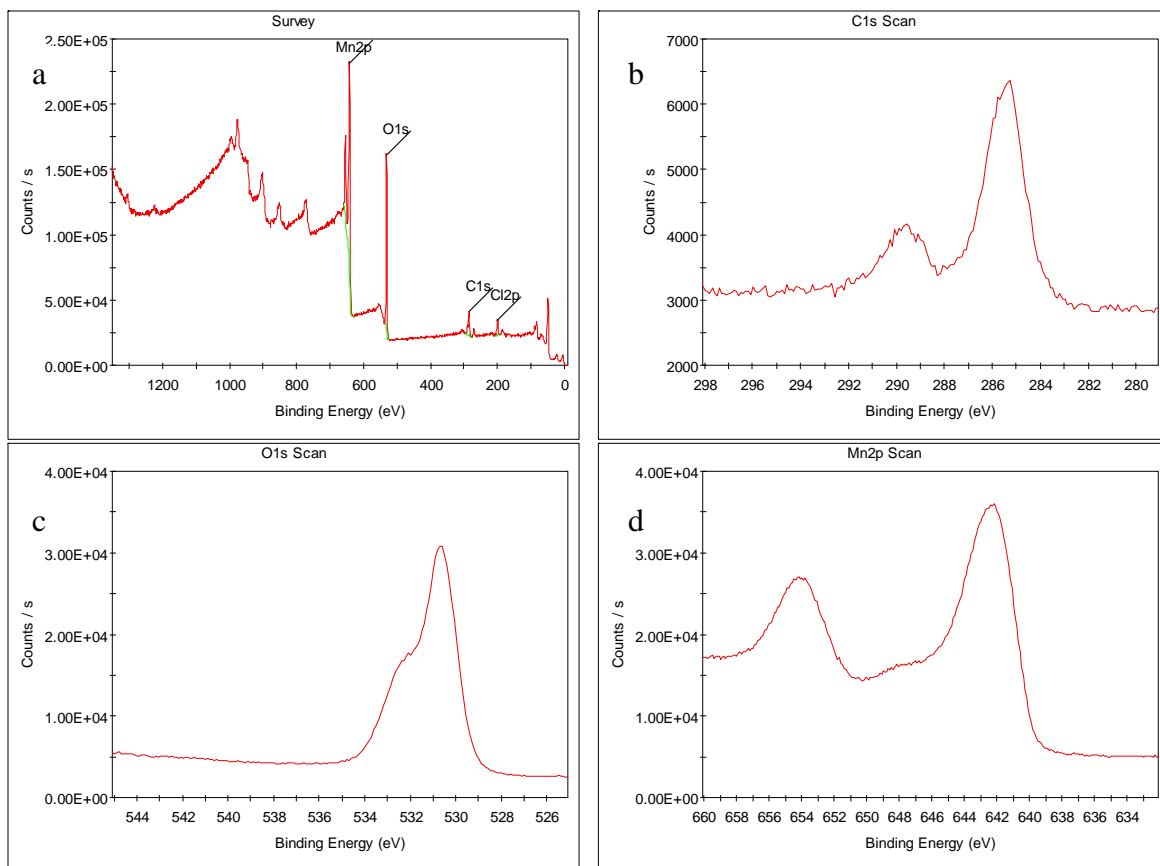 Survey
a
Mn2p
O1s
C1s
Cl2p
2.50E+05
2.00E+05
1.50E+05
1.00E+05
5.00E+04
0.00E+00
Counts / s
1200 1000 800 600 400 200 0
Binding Energy (eV)
C1s Scan
b
7000
6000
5000
4000
3000
2000
Counts / s
298 296 294 292 290 288 286 284 282 280
Binding Energy (eV)
O1s Scan
c
4.00E+04
3.00E+04
2.00E+04
1.00E+04
0.00E+00
Counts / s
544 542 540 538 536 534 532 530 528 526
Binding Energy (eV)
Mn2p Scan
d
4.00E+04
3.00E+04
2.00E+04
1.00E+04
0.00E+00
Counts / s
660 658 656 654 652 650 648 646 644 642 640 638 636 634
Binding Energy (eV)